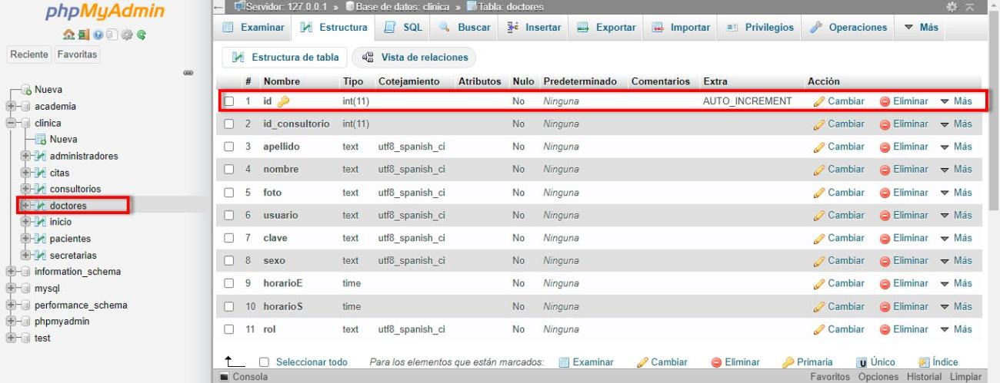 phpMyAdmin
Reciente Favoritas
Nueva
academia
clinica
Nueva
administradores
citas
consultorios
doctores
inicio
pacientes
secretarias
information_schema
mysql
performance_schema
phpmyadmin
test
Servidor: 127.0.0.1 » Base de datos: clinica » Tabla: doctores
Examinar Estructura SQL Buscar Insertar Exportar Importar Privilegios Operaciones Más
Estructura de tabla Vista de relaciones
# Nombre Tipo Cotejamiento Atributos Nulo Predeterminado Comentarios Extra Acción
1 id int(11) No Ninguna AUTO_INCREMENT Cambiar Eliminar Más
2 id_consultorio int(11) No Ninguna Cambiar Eliminar Más
3 apellido text utf8_spanish_ci No Ninguna Cambiar Eliminar Más
4 nombre text utf8_spanish_ci No Ninguna Cambiar Eliminar Más
5 foto text utf8_spanish_ci No Ninguna Cambiar Eliminar Más
6 usuario text utf8_spanish_ci No Ninguna Cambiar Eliminar Más
7 clave text utf8_spanish_ci No Ninguna Cambiar Eliminar Más
8 sexo text utf8_spanish_ci No Ninguna Cambiar Eliminar Más
9 horarioE time No Ninguna Cambiar Eliminar Más
10 horarioS time No Ninguna Cambiar Eliminar Más
11 rol text utf8_spanish_ci No Ninguna Cambiar Eliminar Más
Seleccionar todo Para los elementos que están marcados: Examinar Cambiar Eliminar Primaria Único Índice
Consola Favoritos Opciones Historial Limpiar